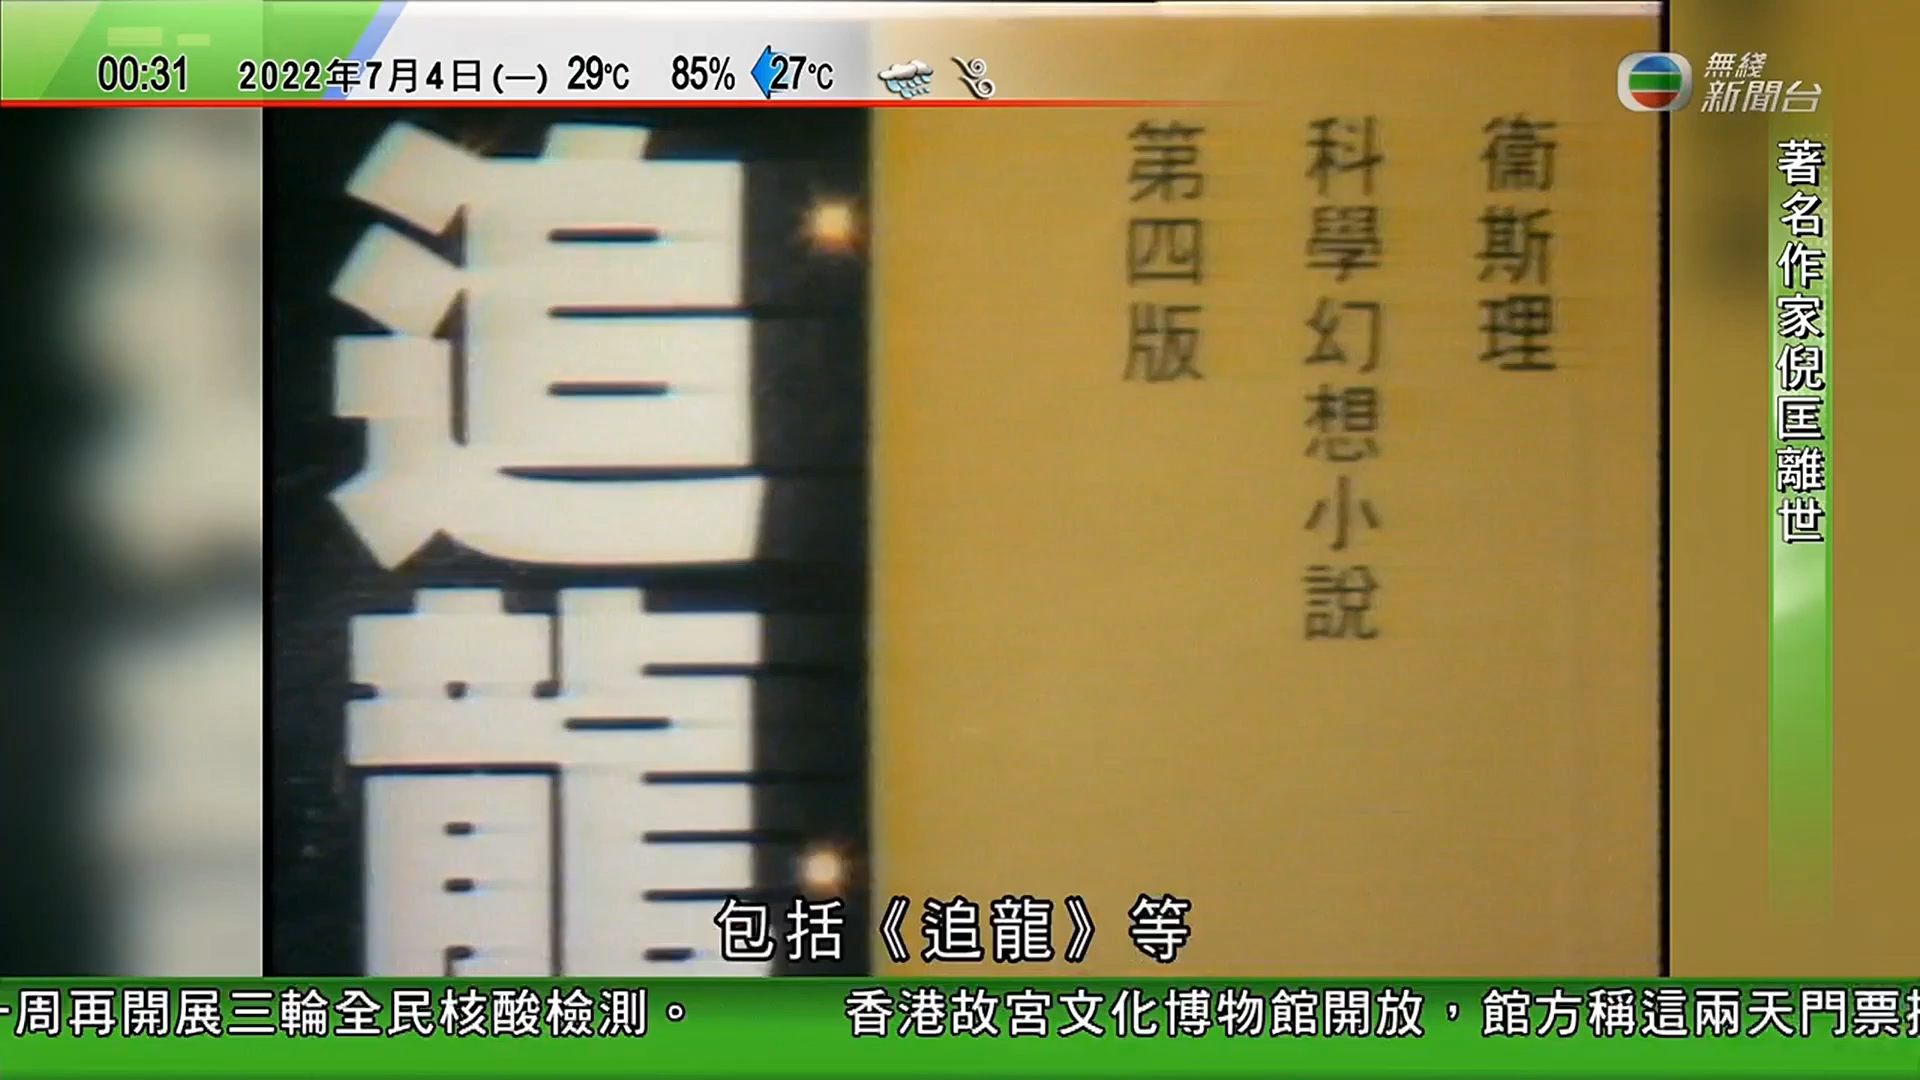 00:31 2022年7月4日(一) 29℃ 85% 27℃
無綫
新聞台
著名作家倪匡離世
衞斯理
科學幻想小說
第四版
追龍
包括《追龍》等
周再開展三輪全民核酸檢測。 香港故宮文化博物館開放，館方稱這兩天門票